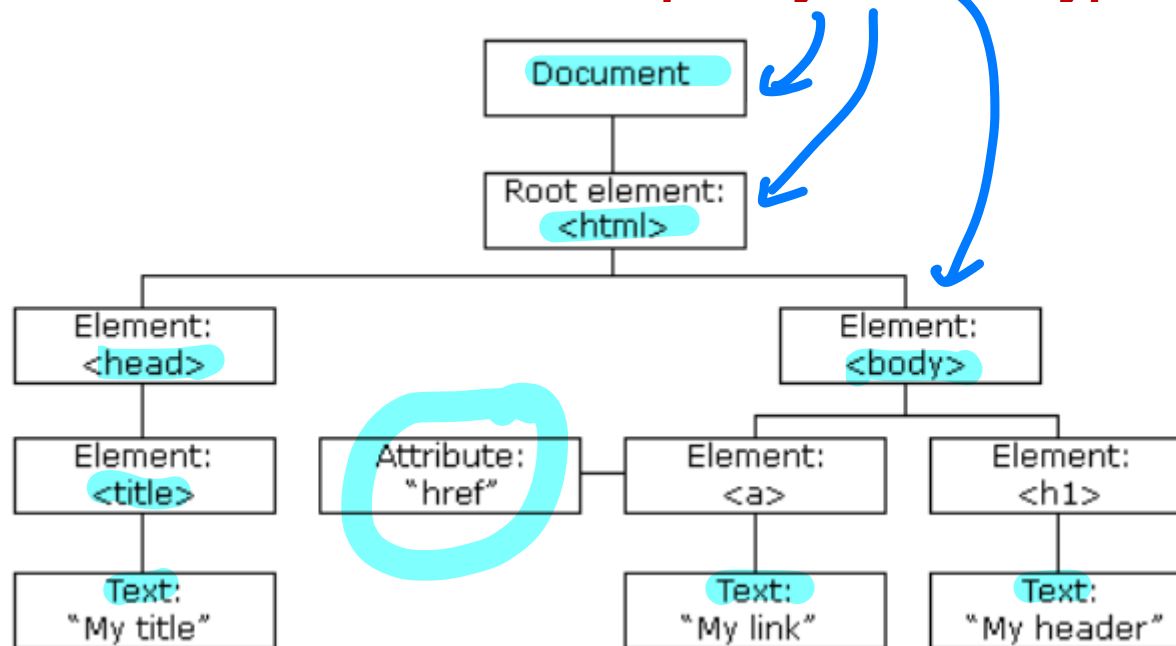 Document
Root element:
<html>
Element:
<head>
Element:
<body>
Element:
<title>
Attribute:
“href”
Element:
<a>
Element:
<h1>
Text:
“My title”
Text:
“My link”
Text:
“My header”